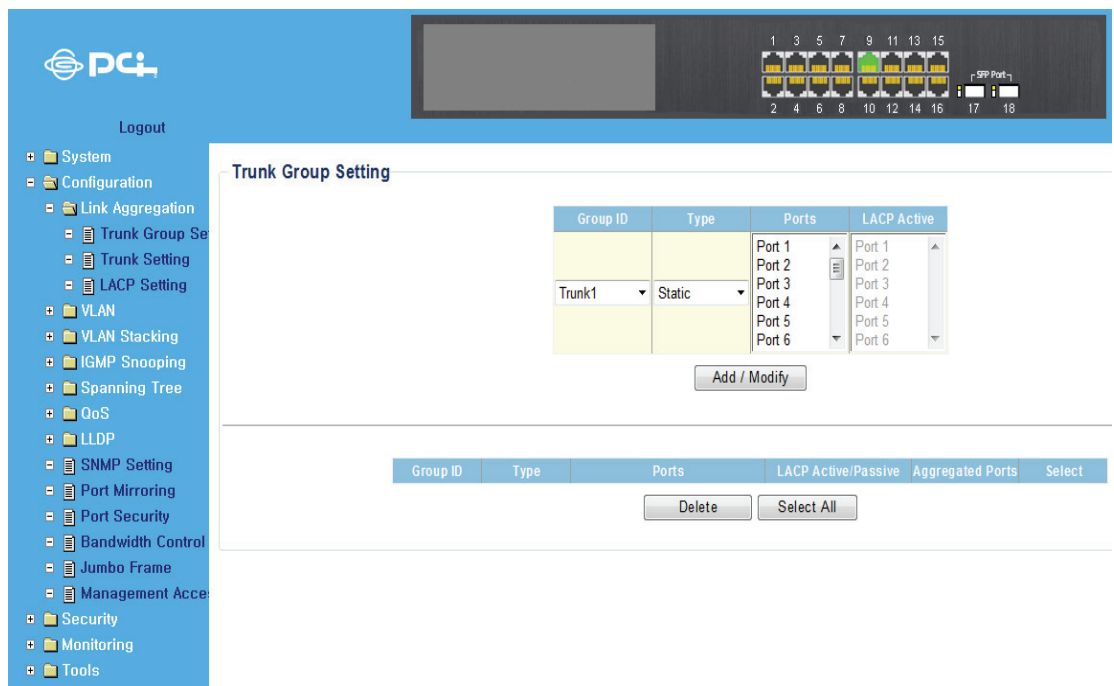 PCi
1 3 5 7 9 11 13 15
SFP Port
2 4 6 8 10 12 14 16 17 18
Logout
System
Configuration
Link Aggregation
Trunk Group Se
Trunk Setting
LACP Setting
VLAN
VLAN Stacking
IGMP Snooping
Spanning Tree
QoS
LLDP
SNMP Setting
Port Mirroring
Port Security
Bandwidth Control
Jumbo Frame
Management Acce
Security
Monitoring
Tools
Trunk Group Setting
Group ID Type Ports LACP Active
Trunk1 Static
Port 1 Port 1
Port 2 Port 2
Port 3 Port 3
Port 4 Port 4
Port 5 Port 5
Port 6 Port 6
Add / Modify
Group ID Type Ports LACP Active/Passive Aggregated Ports Select
Delete Select All